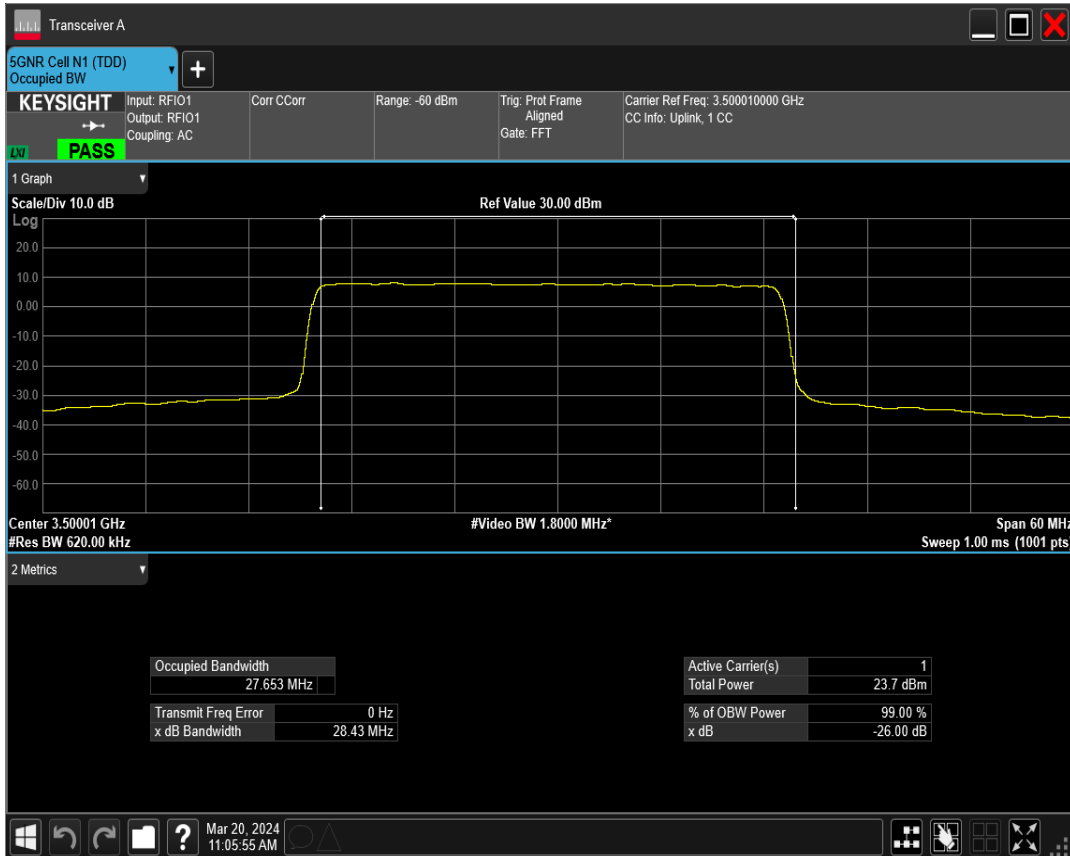 Transceiver A
5GNR Cell N1 (TDD)
Occupied BW
+
KEYSIGHT
LXI
PASS
Input: RFIO1
Output: RFIO1
Coupling: AC
Corr CCorr
Range: -60 dBm
Trig: Prot Frame
Aligned
Gate: FFT
Carrier Ref Freq: 3.500010000 GHz
CC Info: Uplink, 1 CC
1 Graph
Scale/Div 10.0 dB
Ref Value 30.00 dBm
Log
20.0
10.0
0.00
-10.0
-20.0
-30.0
-40.0
-50.0
-60.0
Center 3.50001 GHz
#Video BW 1.8000 MHz*
Span 60 MHz
#Res BW 620.00 kHz
Sweep 1.00 ms (1001 pts)
2 Metrics
Occupied Bandwidth
27.653 MHz
Transmit Freq Error 0 Hz
x dB Bandwidth 28.43 MHz
Active Carrier(s) 1
Total Power 23.7 dBm
% of OBW Power 99.00 %
x dB -26.00 dB
?
Mar 20, 2024
11:05:55 AM